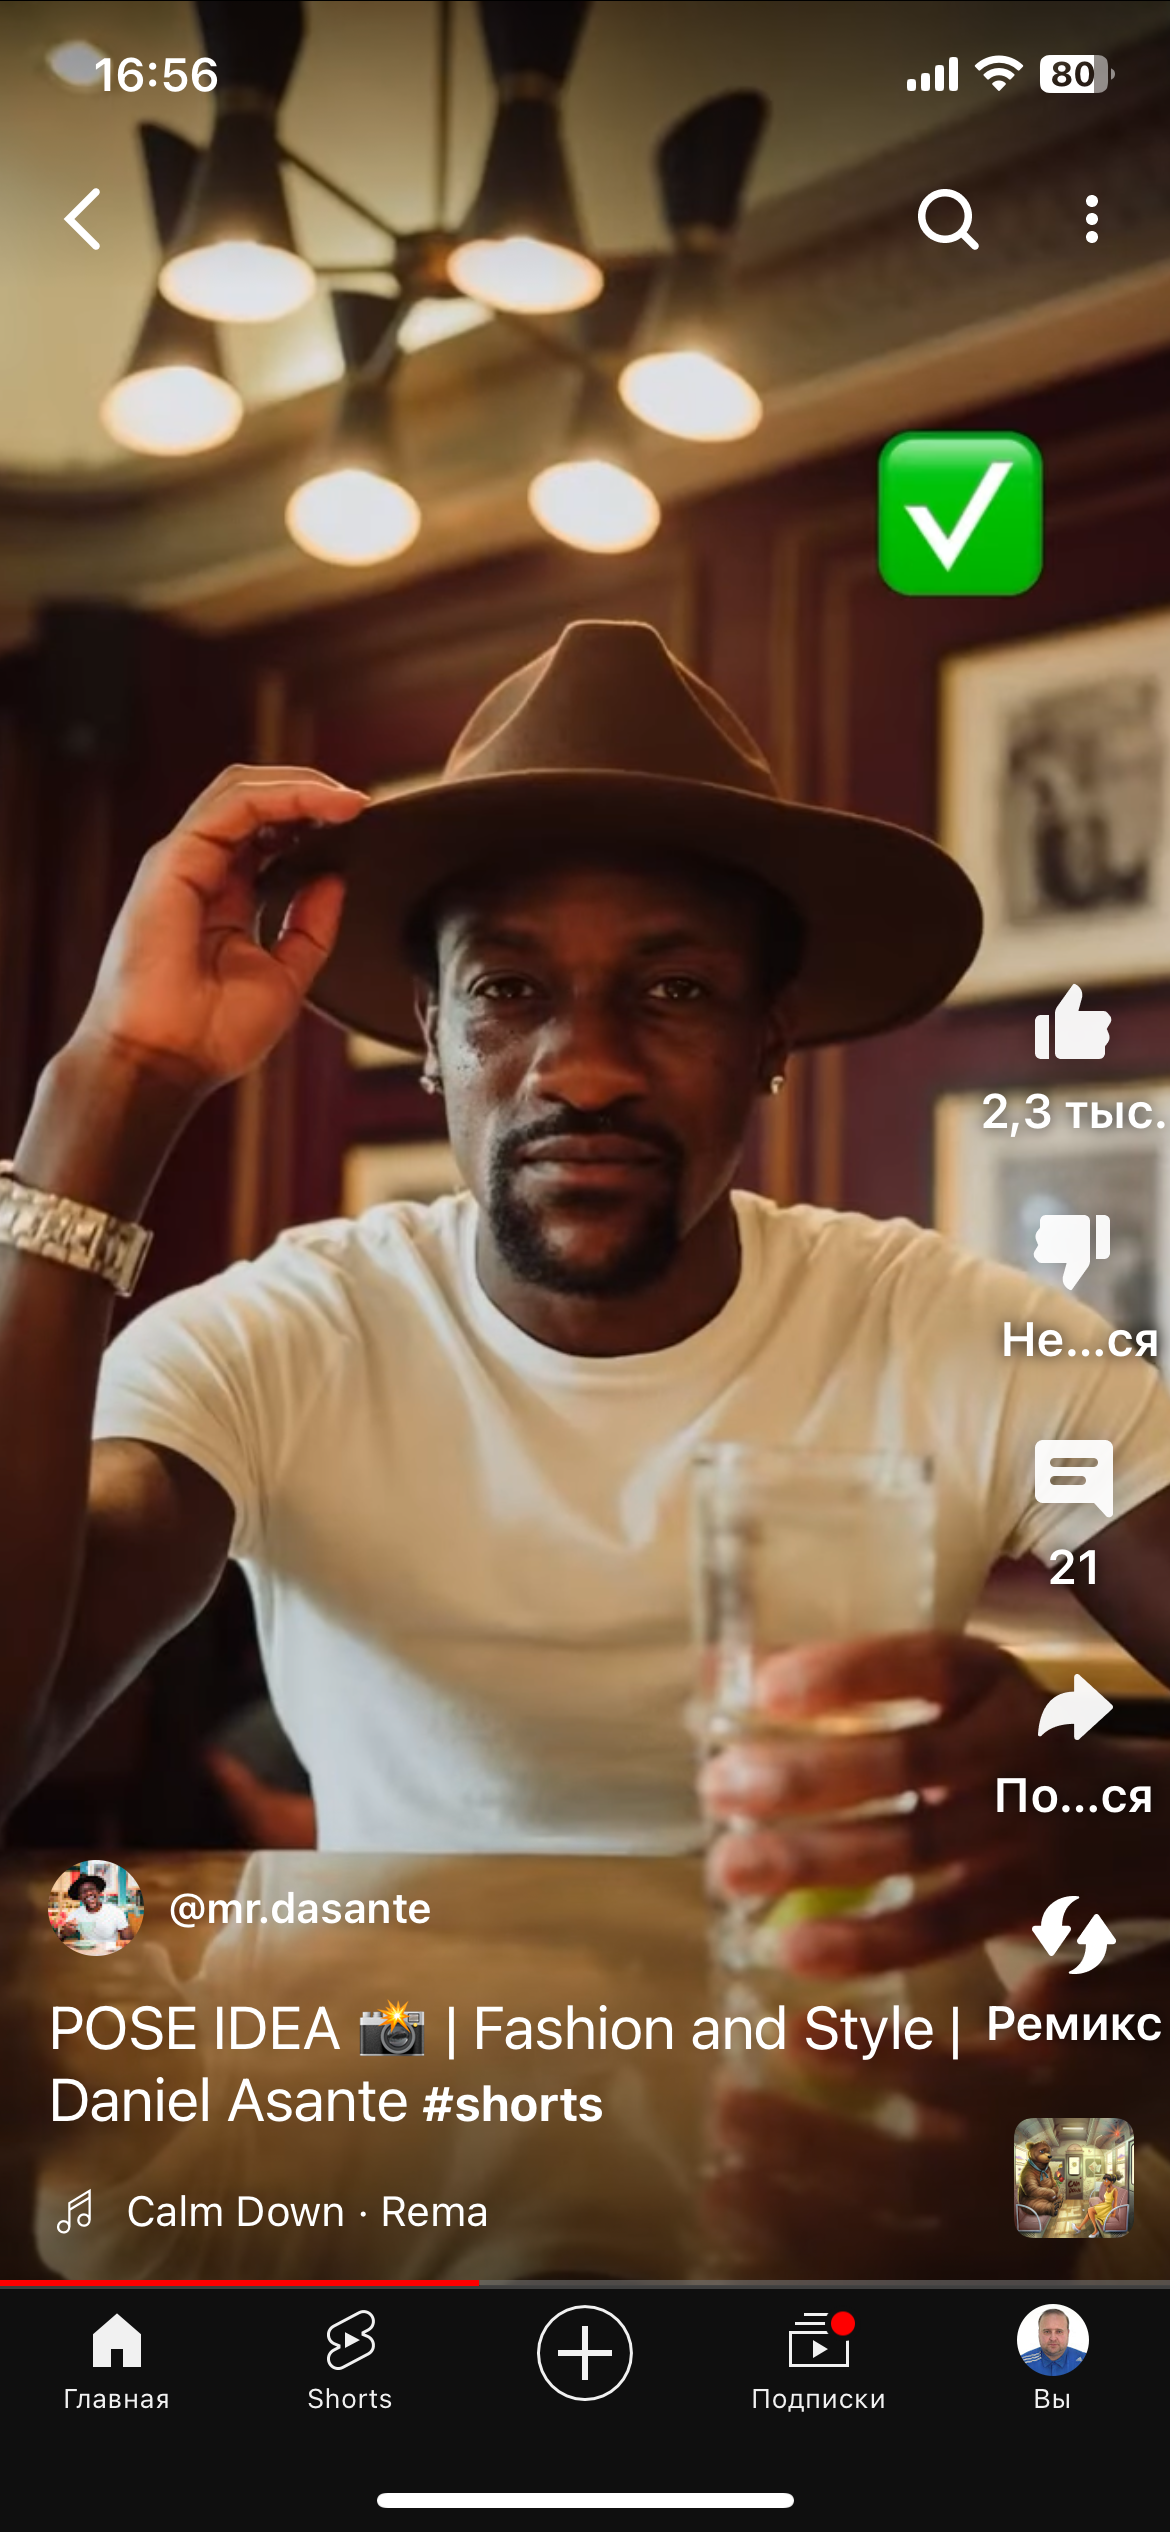 16:56
80
2,3 тыс.
Не...ся
21
По...ся
@mr.dasante
POSE IDEA 📸 | Fashion and Style |
Daniel Asante #shorts
Ремикс
Calm Down · Rema
Главная
Shorts
Подписки
Вы